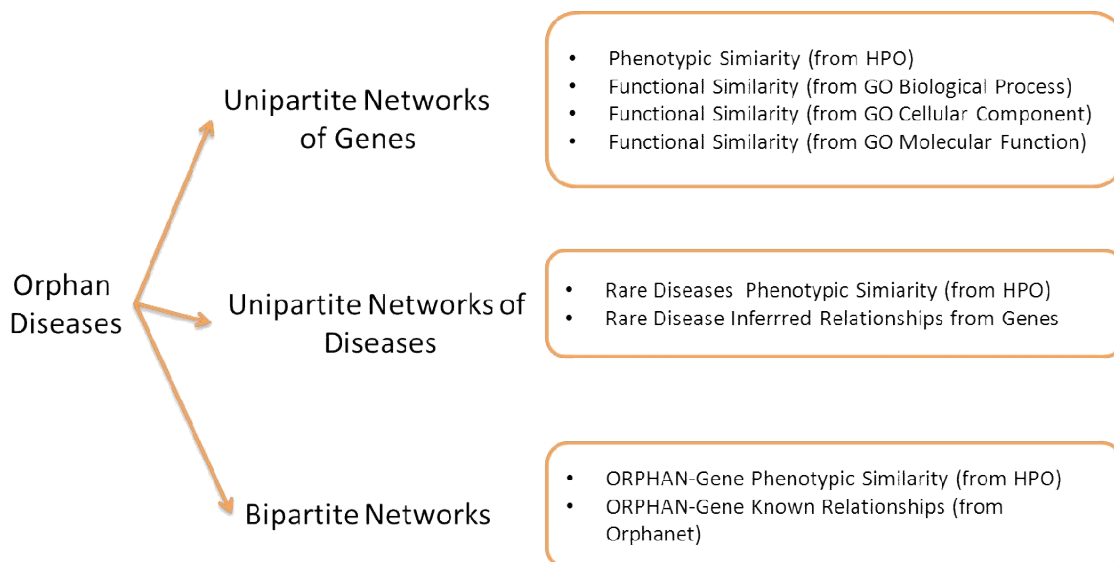 Orphan
Diseases
Unipartite Networks
of Genes
• Phenotypic Simiarity (from HPO)
• Functional Similarity (from GO Biological Process)
• Functional Similarity (from GO Cellular Component)
• Functional Similarity (from GO Molecular Function)
Unipartite Networks of
Diseases
• Rare Diseases Phenotypic Simiarity (from HPO)
• Rare Disease Inferrred Relationships from Genes
Bipartite Networks
• ORPHAN-Gene Phenotypic Similarity (from HPO)
• ORPHAN-Gene Known Relationships (from
Orphanet)